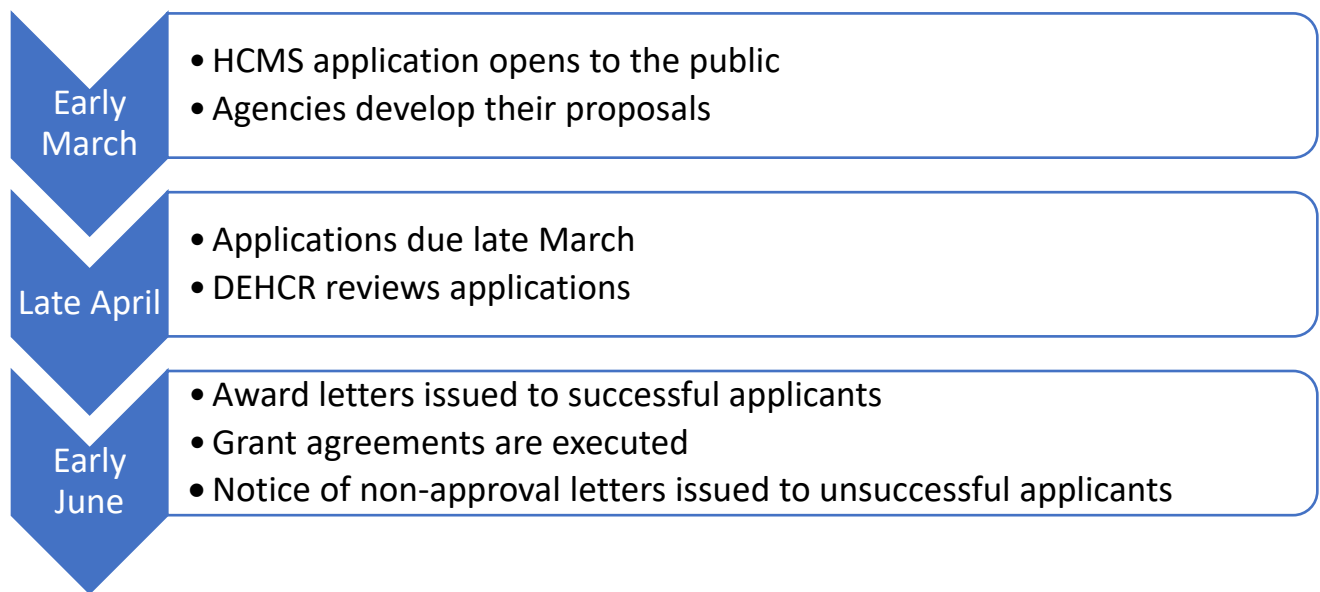 Early
March
• HCMS application opens to the public
• Agencies develop their proposals
Late April
• Applications due late March
• DEHCR reviews applications
Early
June
• Award letters issued to successful applicants
• Grant agreements are executed
• Notice of non-approval letters issued to unsuccessful applicants